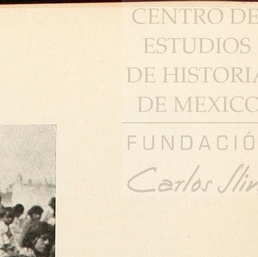 CENTRO DE
ESTUDIOS
DE HISTORIA
DE MEXICO
FUNDACIÓ
Carlos Sli